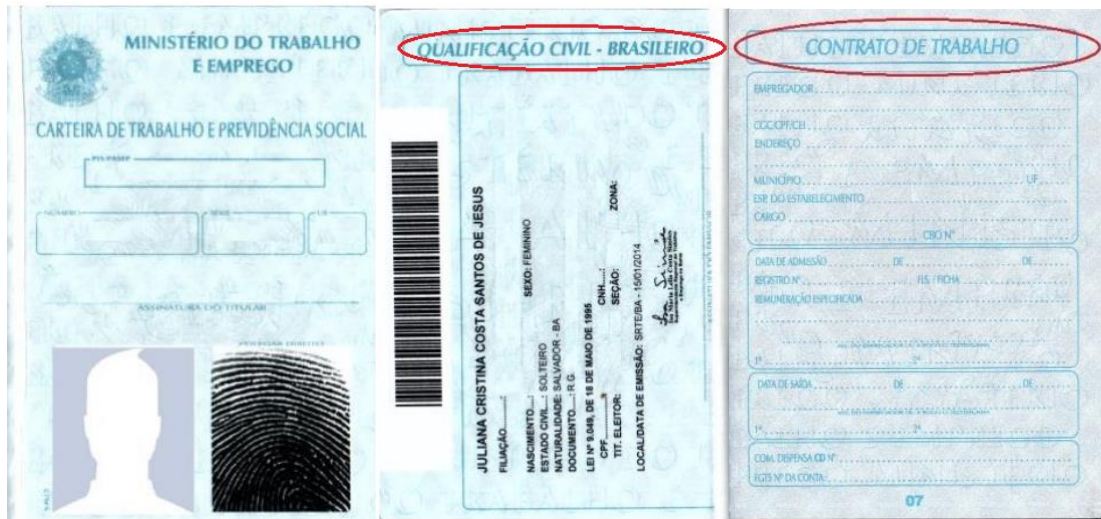 MINISTÉRIO DO TRABALHO
E EMPREGO
CARTEIRA DE TRABALHO E PREVIDÊNCIA SOCIAL
PIS/PASEP
NÚMERO
SÉRIE
UF
ASSINATURA DO TITULAR
POLEGAR DIREITO
QUALIFICAÇÃO CIVIL - BRASILEIRO
JULIANA CRISTINA COSTA SANTOS DE JESUS
FILIAÇÃO........:
NASCIMENTO....: SEXO: FEMININO
ESTADO CIVIL...: SOLTEIRO
NATURALIDADE: SALVADOR - BA
DOCUMENTO....: R.G.
LEI Nº 9.049, DE 18 DE MAIO DE 1995
CPF..........: CNH.....:
TIT. ELEITOR: SEÇÃO: ZONA:
LOCAL/DATA DE EMISSÃO: SRTE/BA - 15/01/2014
CONTRATO DE TRABALHO
EMPREGADOR
CGC/CPF/CEI
ENDEREÇO
MUNICÍPIO UF
ESP. DO ESTABELECIMENTO
CARGO
CBO Nº
DATA DE ADMISSÃO DE DE
REGISTRO Nº FLS. / FICHA
REMUNERAÇÃO ESPECIFICADA
1ª 2ª
DATA DE SAÍDA DE DE
1ª 2ª
COM. DISPENSA CD Nº
FGTS Nº DA CONTA
07